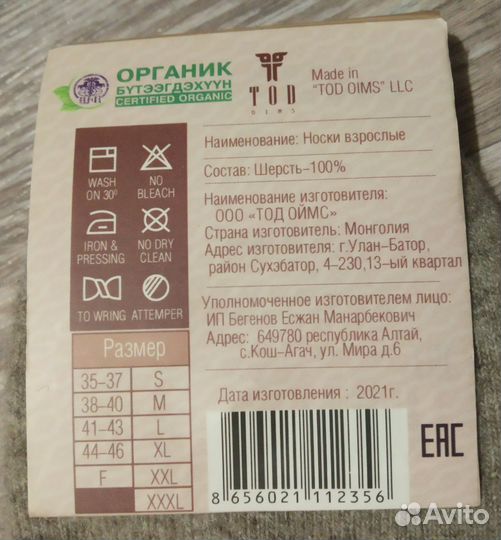 ОРГАНИК
БҮТЭЭГДЭХҮҮН
CERTIFIED ORGANIC
TOD
OIMS
Made in
"TOD OIMS" LLC
WASH
ON 30⁰
NO
BLEACH
IRON &
PRESSING
NO DRY
CLEAN
TO WRING
ATTEMPER
Наименование: Носки взрослые
Состав: Шерсть-100%
Наименование изготовителя:
ООО «ТОД ОЙМС»
Страна изготовитель: Монголия
Адрес изготовителя: г.Улан-Батор,
район Сухэбатор, 4-230,13-ый квартал
Уполномоченное изготовителем лицо:
ИП Бегенов Есжан Манарбекович
Адрес: 649780 республика Алтай,
с.Кош-Агач, ул. Мира д.6
Размер
35-37 S
38-40 M
41-43 L
44-46 XL
F XXL
XXXL
Дата изготовления : 2021г.
8 656021 112356
EAC
Avito